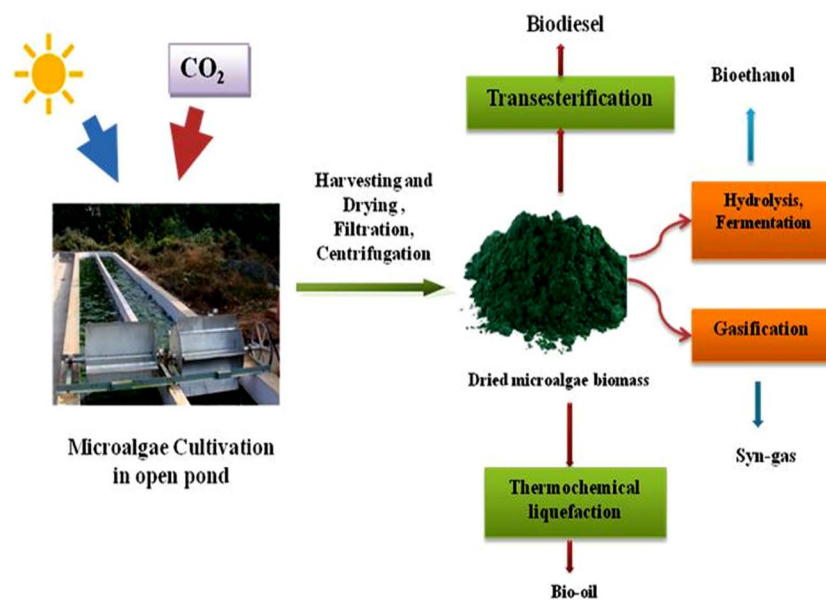 CO₂
Microalgae Cultivation
in open pond
Harvesting and
Drying ,
Filtration,
Centrifugation
Biodiesel
Transesterification
Bioethanol
Hydrolysis,
Fermentation
Gasification
Syn-gas
Dried microalgae biomass
Thermochemical
liquefaction
Bio-oil